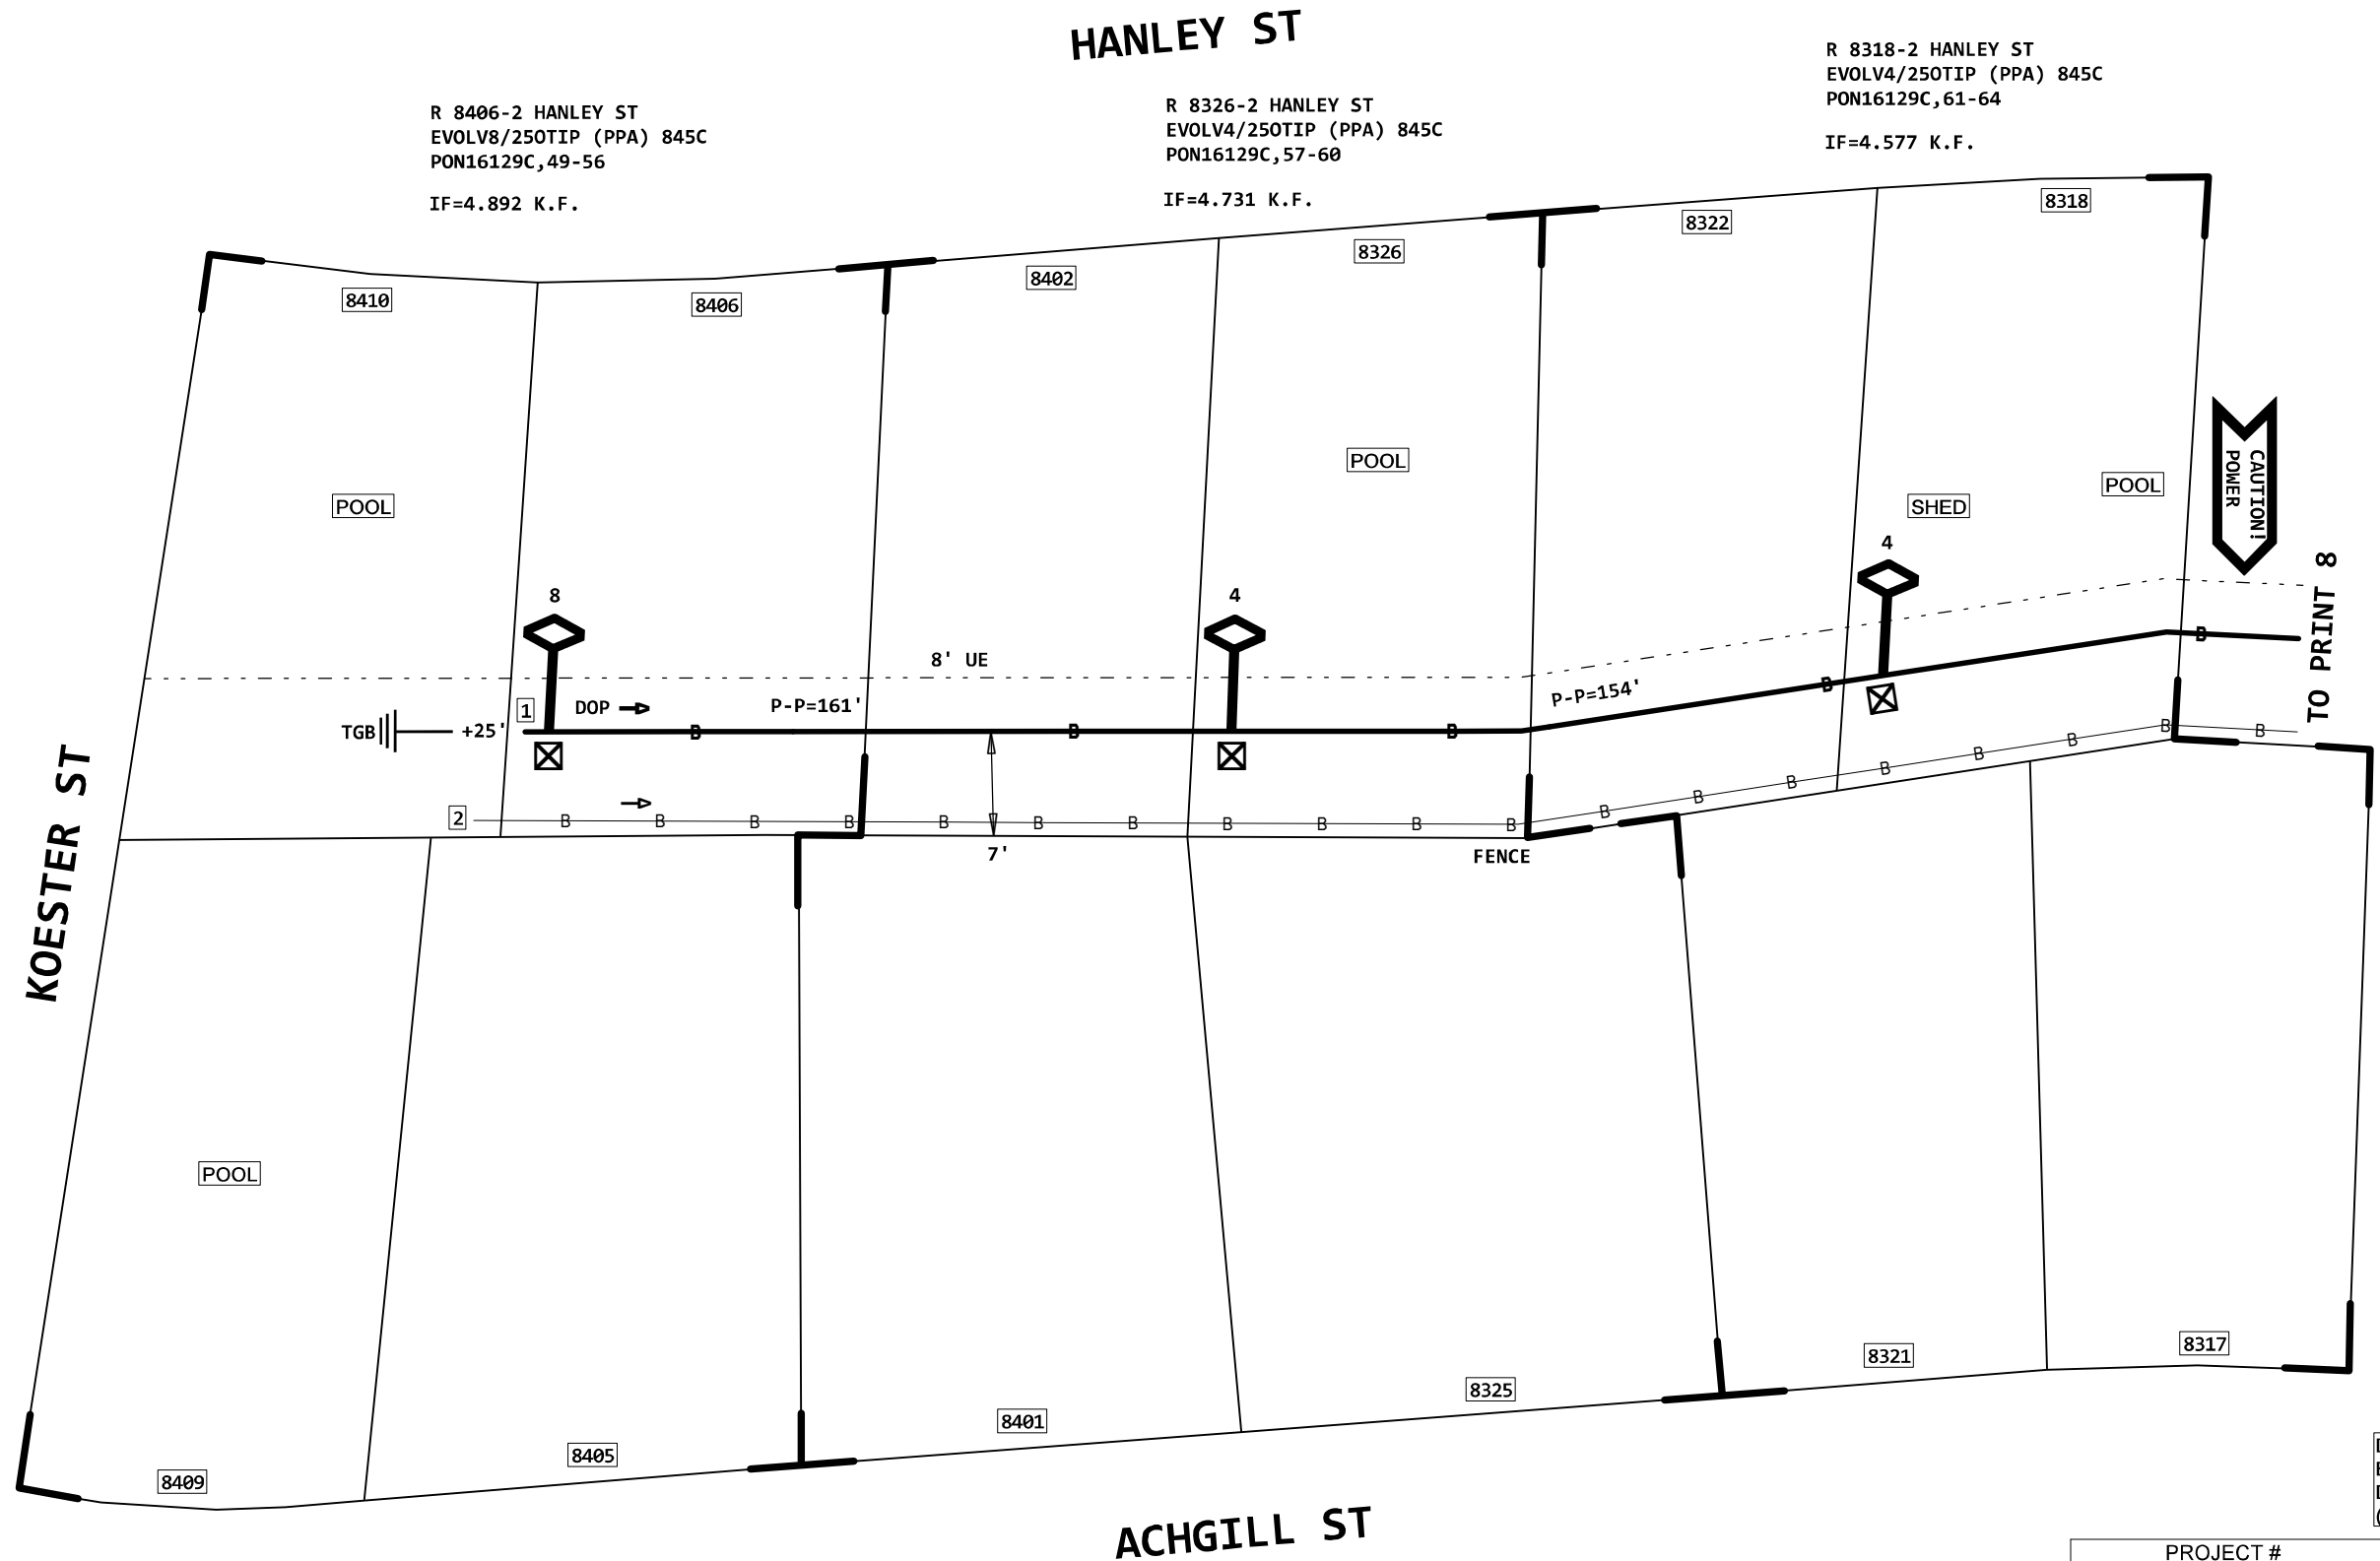 HANLEY ST
R 8406-2 HANLEY ST
EVOLV8/25OTIP (PPA) 845C
PON16129C,49-56
IF=4.892 K.F.
R 8326-2 HANLEY ST
EVOLV4/25OTIP (PPA) 845C
PON16129C,57-60
IF=4.731 K.F.
R 8318-2 HANLEY ST
EVOLV4/25OTIP (PPA) 845C
PON16129C,61-64
IF=4.577 K.F.
8410
8406
8402
8326
8322
8318
POOL
POOL
SHED
POOL
CAUTION!
POWER
TO PRINT 8
8
4
4
8' UE
1
DOP
P-P=161'
P-P=154'
TGB
+25'
B B B B B
2
B B B B B B B B B B B B B B B B B B B
7'
FENCE
KOESTER ST
POOL
8409
8405
8401
8325
8321
8317
ACHGILL ST
PROJECT #